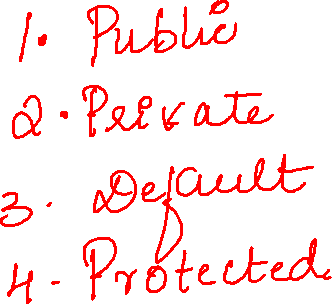 1. Public
2. Private
3. Default
4. Protected.